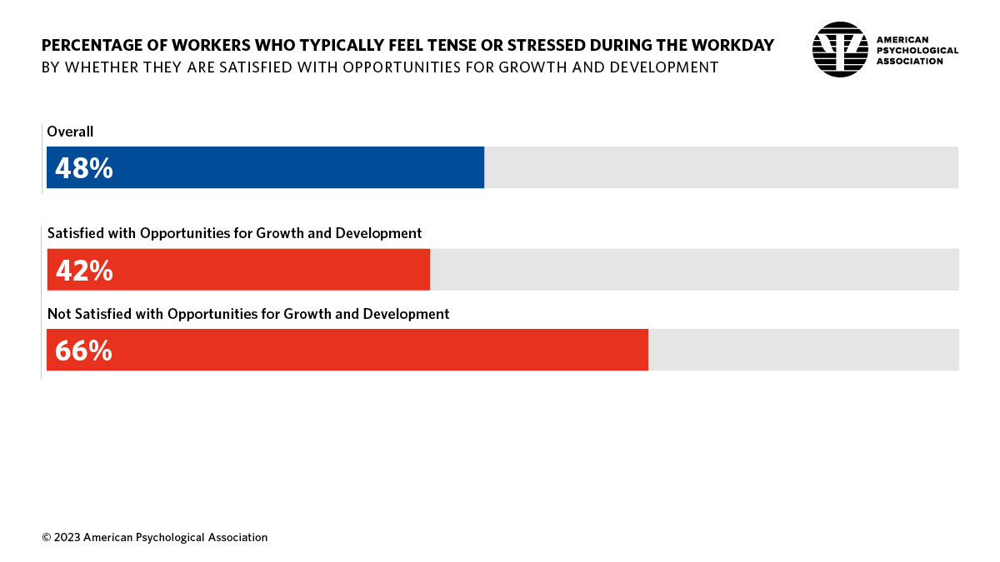 PERCENTAGE OF WORKERS WHO TYPICALLY FEEL TENSE OR STRESSED DURING THE WORKDAY
BY WHETHER THEY ARE SATISFIED WITH OPPORTUNITIES FOR GROWTH AND DEVELOPMENT
AMERICAN
PSYCHOLOGICAL
ASSOCIATION
Overall
48%
Satisfied with Opportunities for Growth and Development
42%
Not Satisfied with Opportunities for Growth and Development
66%
© 2023 American Psychological Association